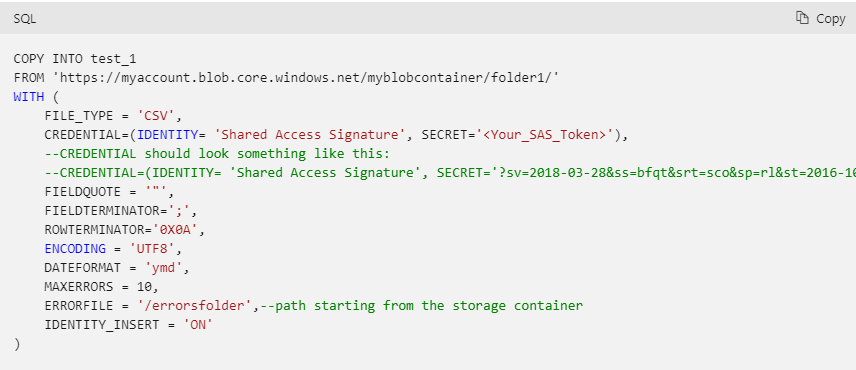 SQL
Copy
COPY INTO test_1
FROM 'https://myaccount.blob.core.windows.net/myblobcontainer/folder1/'
WITH (
    FILE_TYPE = 'CSV',
    CREDENTIAL=(IDENTITY= 'Shared Access Signature', SECRET='<Your_SAS_Token>'),
    --CREDENTIAL should look something like this:
    --CREDENTIAL=(IDENTITY= 'Shared Access Signature', SECRET='?sv=2018-03-28&ss=bfqt&srt=sco&sp=rl&st=2016-10
    FIELDQUOTE = '"',
    FIELDTERMINATOR=';',
    ROWTERMINATOR='0X0A',
    ENCODING = 'UTF8',
    DATEFORMAT = 'ymd',
    MAXERRORS = 10,
    ERRORFILE = '/errorsfolder',--path starting from the storage container
    IDENTITY_INSERT = 'ON'
)